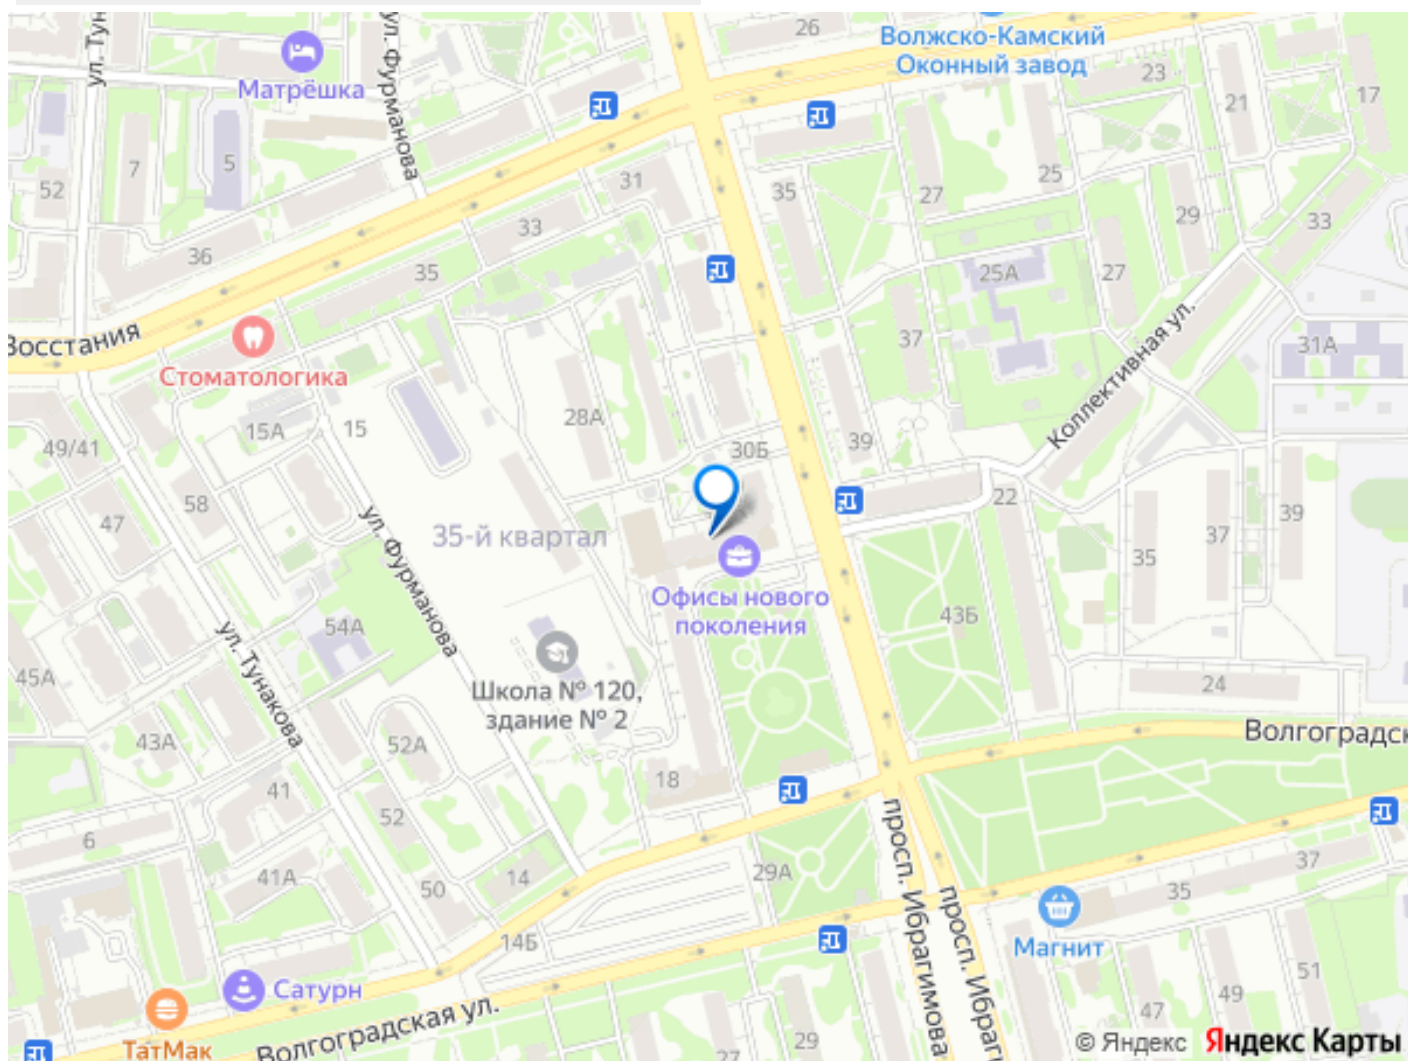 26
Волжско-Камский
Оконный завод
ул. Тун
ул. Фурманова
Матрёшка
23
21
17
7
5
52
31
35
27
25
29
33
33
36
35
25А
27
Восстания
Стоматологика
37
31А
Коллективная ул.
28А
15А
15
49/41
39
30Б
58
47
22
39
37
35
35-й квартал
ул. Фурманова
Офисы нового
поколения
43Б
54А
ул. Тунакова
45А
Школа № 120,
здание № 2
24
Волгоградск
43А
52А
18
41
52
6
29А
14
50
41А
37
35
14Б
просп. Ибрагимова
просп. Ибраги
Магнит
Сатурн
51
49
47
ТатМак
Волгоградская ул.
27
29
© Яндекс Яндекс Карты